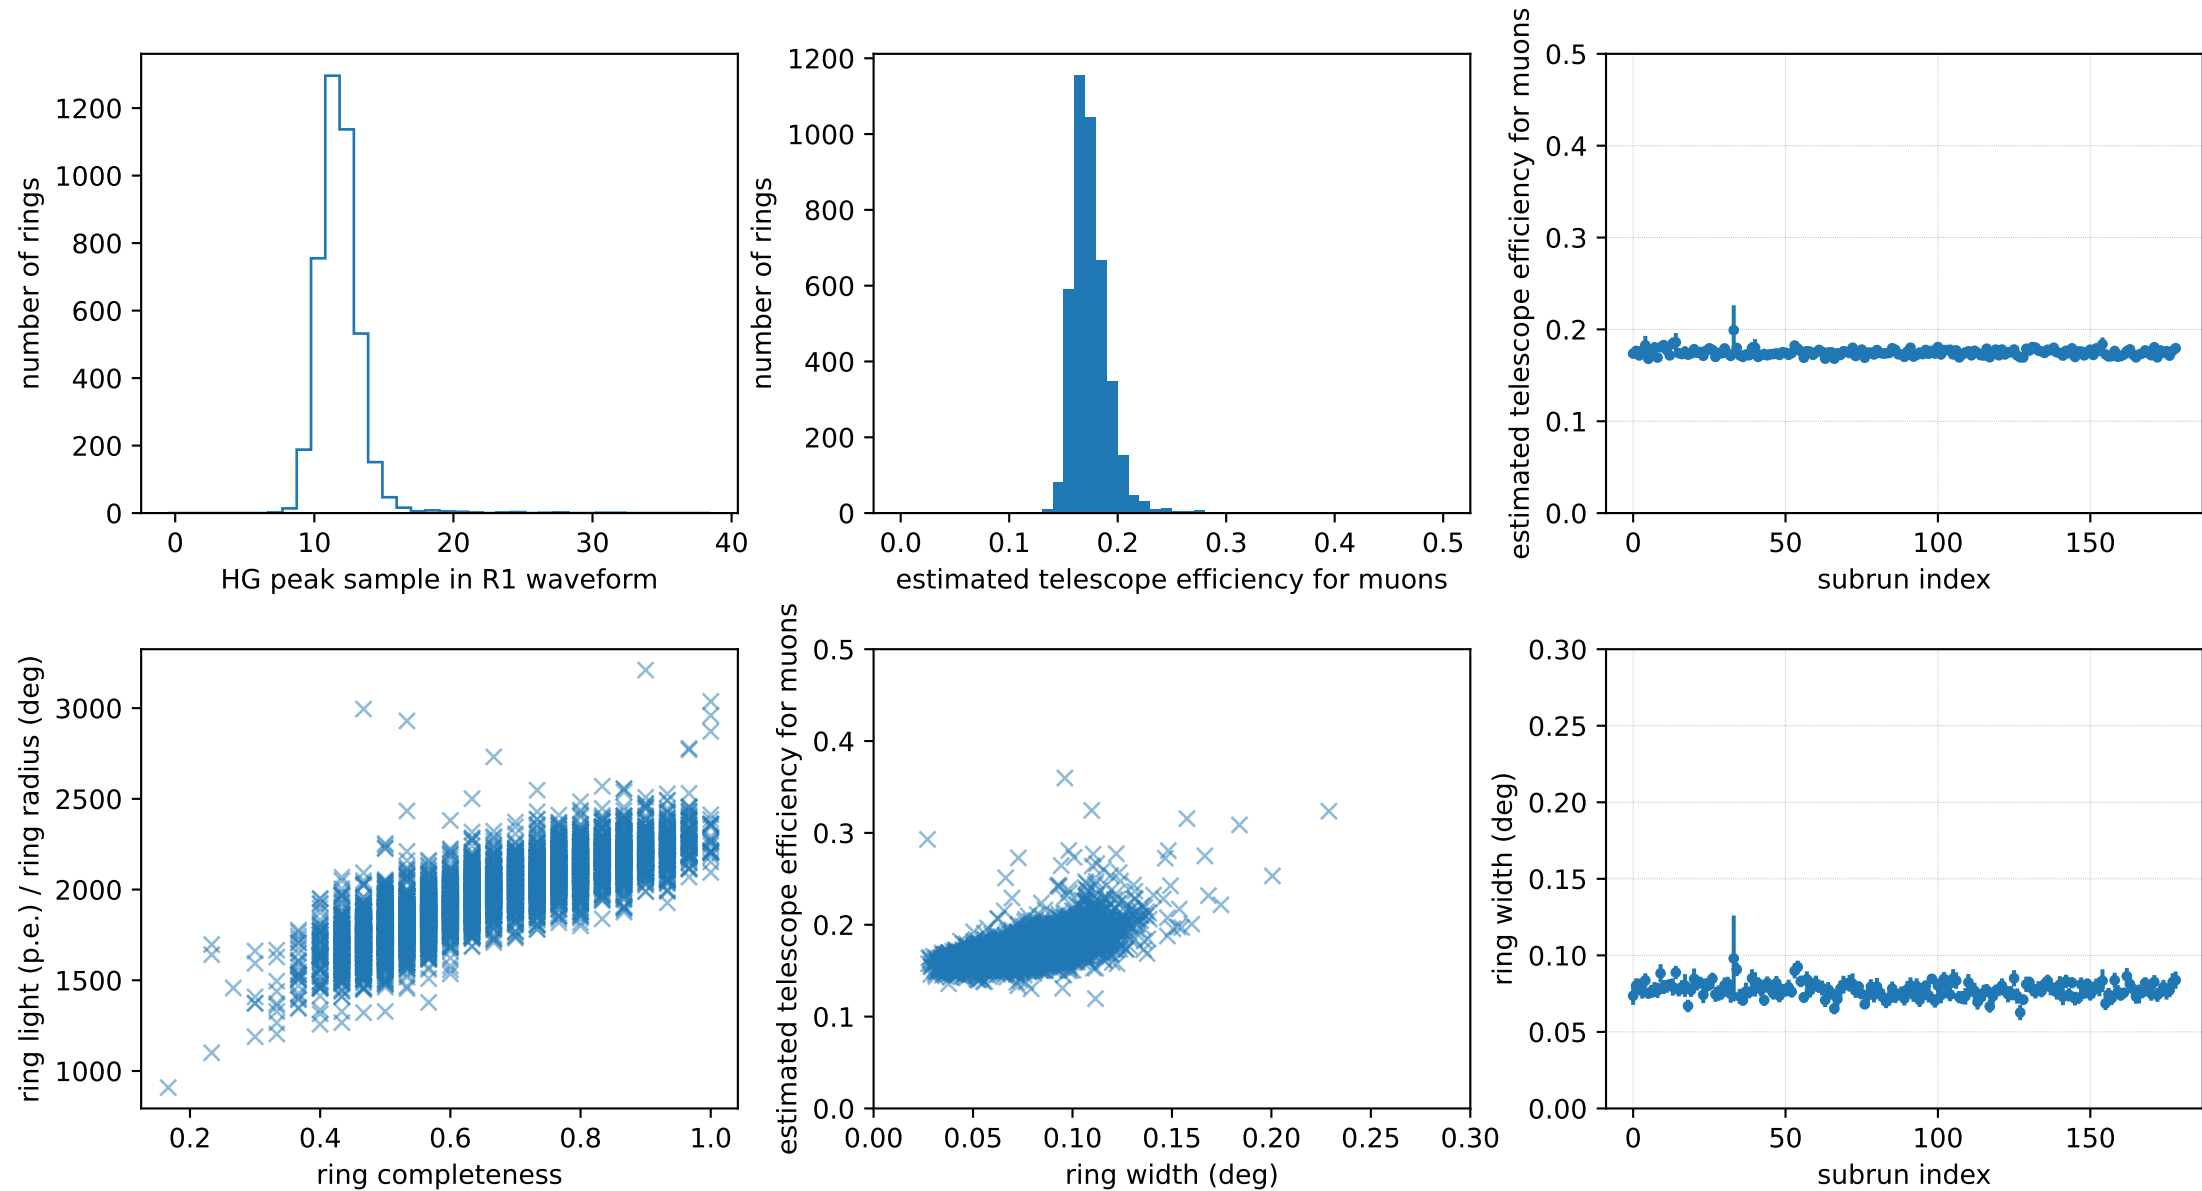 number of rings
1200
1000
800
600
400
200
0
0 10 20 30 40
HG peak sample in R1 waveform
number of rings
1200
1000
800
600
400
200
0
0.0 0.1 0.2 0.3 0.4 0.5
estimated telescope efficiency for muons
estimated telescope efficiency for muons
0.5
0.4
0.3
0.2
0.1
0.0
0 50 100 150
subrun index
ring light (p.e.) / ring radius (deg)
3000
2500
2000
1500
1000
0.2 0.4 0.6 0.8 1.0
ring completeness
estimated telescope efficiency for muons
0.5
0.4
0.3
0.2
0.1
0.0
0.00 0.05 0.10 0.15 0.20 0.25 0.30
ring width (deg)
ring width (deg)
0.30
0.25
0.20
0.15
0.10
0.05
0.00
0 50 100 150
subrun index